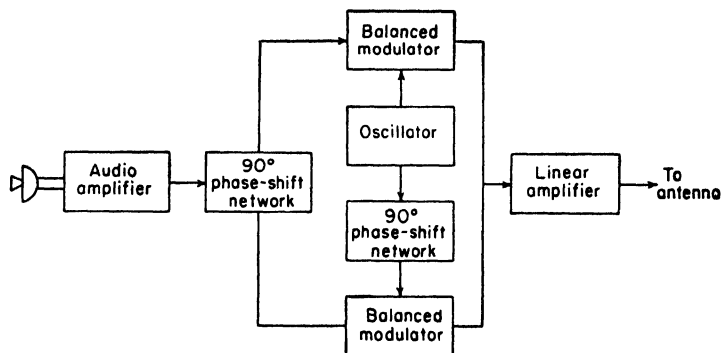 Balanced
modulator
Oscillator
Audio
amplifier
90°
phase-shift
network
Linear
amplifier
To
antenna
90°
phase-shift
network
Balanced
modulator